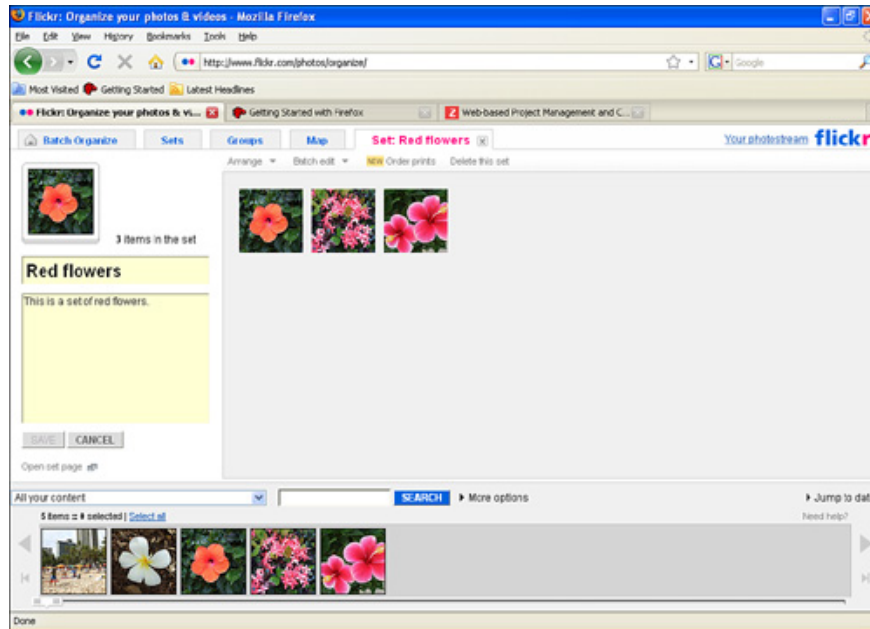 Flickr: Organize your photos & videos - Mozilla Firefox
File Edit View History Bookmarks Tools Help
http://www.flickr.com/photos/organize/
Google
Most Visited Getting Started Latest Headlines
Flickr: Organize your photos & vi... Getting Started with Firefox Web-based Project Management and C...
Batch Organize Sets Groups Map Set: Red flowers Your photostream flickr
Arrange Batch edit NEW Order prints Delete this set
3 items in the set
Red flowers
This is a set of red flowers.
SAVE CANCEL
Open set page
All your content SEARCH More options Jump to dat
5 items :: 0 selected | Select all Need help?
Done